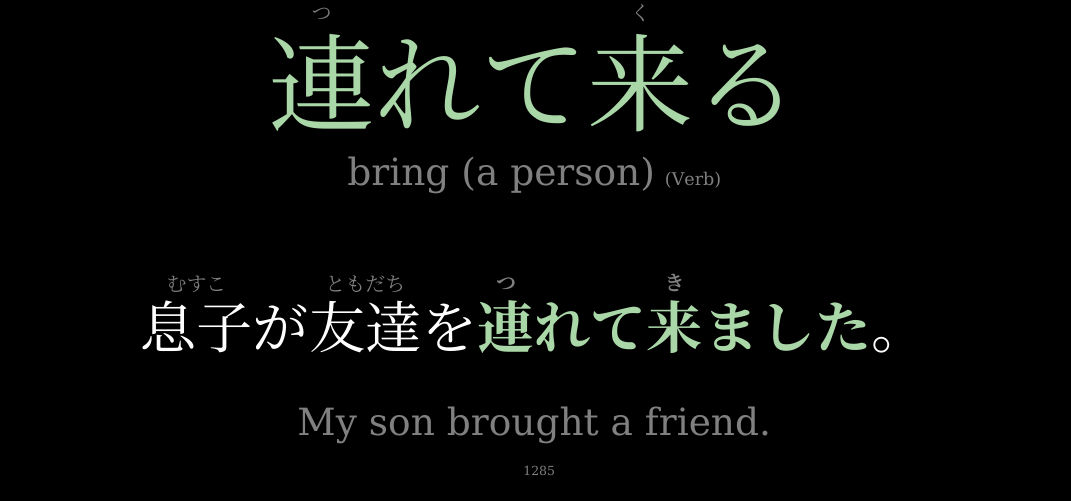 つ く
連れて来る
bring (a person) (Verb)
むすこ ともだち つ き
息子が友達を連れて来ました。
My son brought a friend.
1285